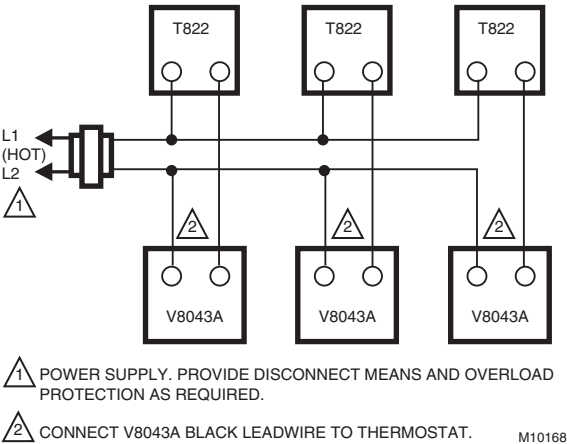 T822 T822 T822
L1
(HOT)
L2
1
2 2 2
V8043A V8043A V8043A
1 POWER SUPPLY. PROVIDE DISCONNECT MEANS AND OVERLOAD
PROTECTION AS REQUIRED.
2 CONNECT V8043A BLACK LEADWIRE TO THERMOSTAT.
M10168